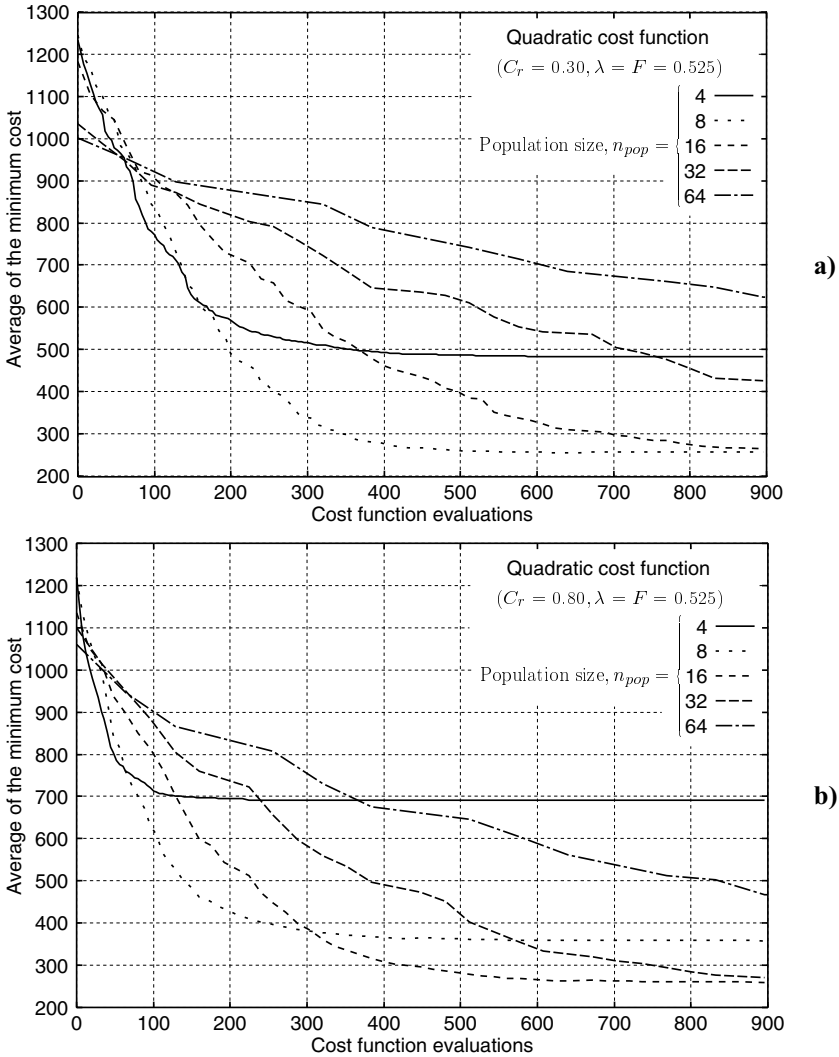 1300
1200
1100
1000
900
800
700
600
500
400
300
200
Average of the minimum cost
Quadratic cost function
(C_r = 0.30, λ = F = 0.525)
Population size, n_pop = {
4
8
16
32
64
0 100 200 300 400 500 600 700 800 900
Cost function evaluations
a)
1300
1200
1100
1000
900
800
700
600
500
400
300
200
Average of the minimum cost
Quadratic cost function
(C_r = 0.80, λ = F = 0.525)
Population size, n_pop = {
4
8
16
32
64
0 100 200 300 400 500 600 700 800 900
Cost function evaluations
b)